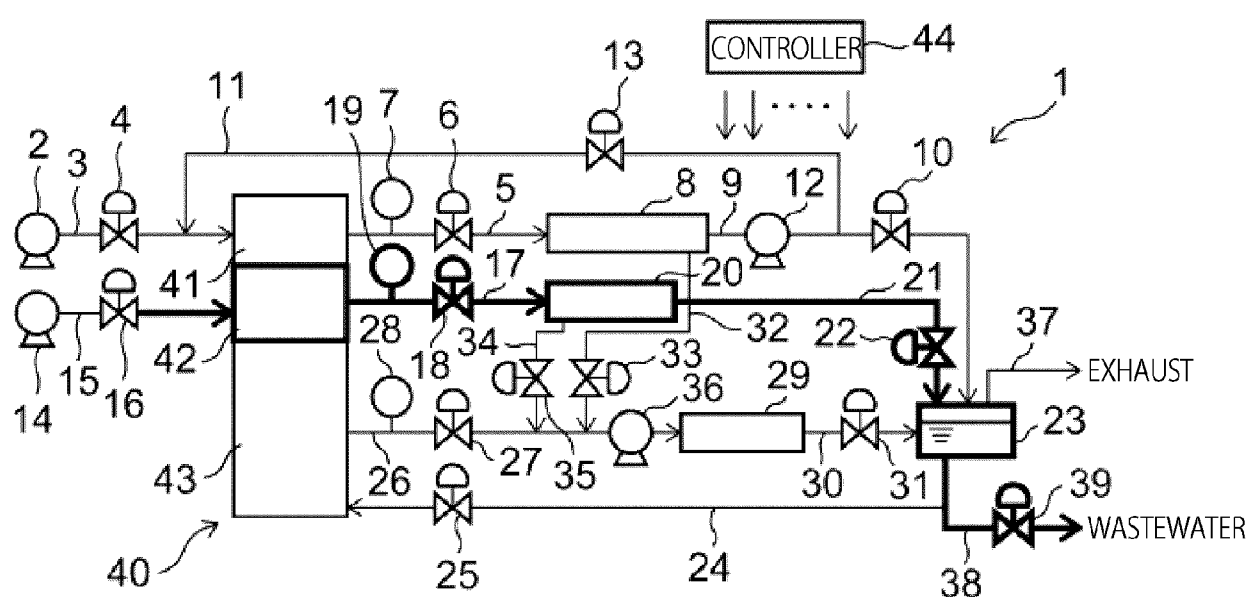 CONTROLLER 44
13
11 19 7 6 1
4 10
2 3 5 8 9 12
41 17 20 21
42 28 18 34 32 22 37
14 15 16 33 EXHAUST
36 29 23
43 26 27 35 30 31 39
WASTEWATER
40 25 24 38